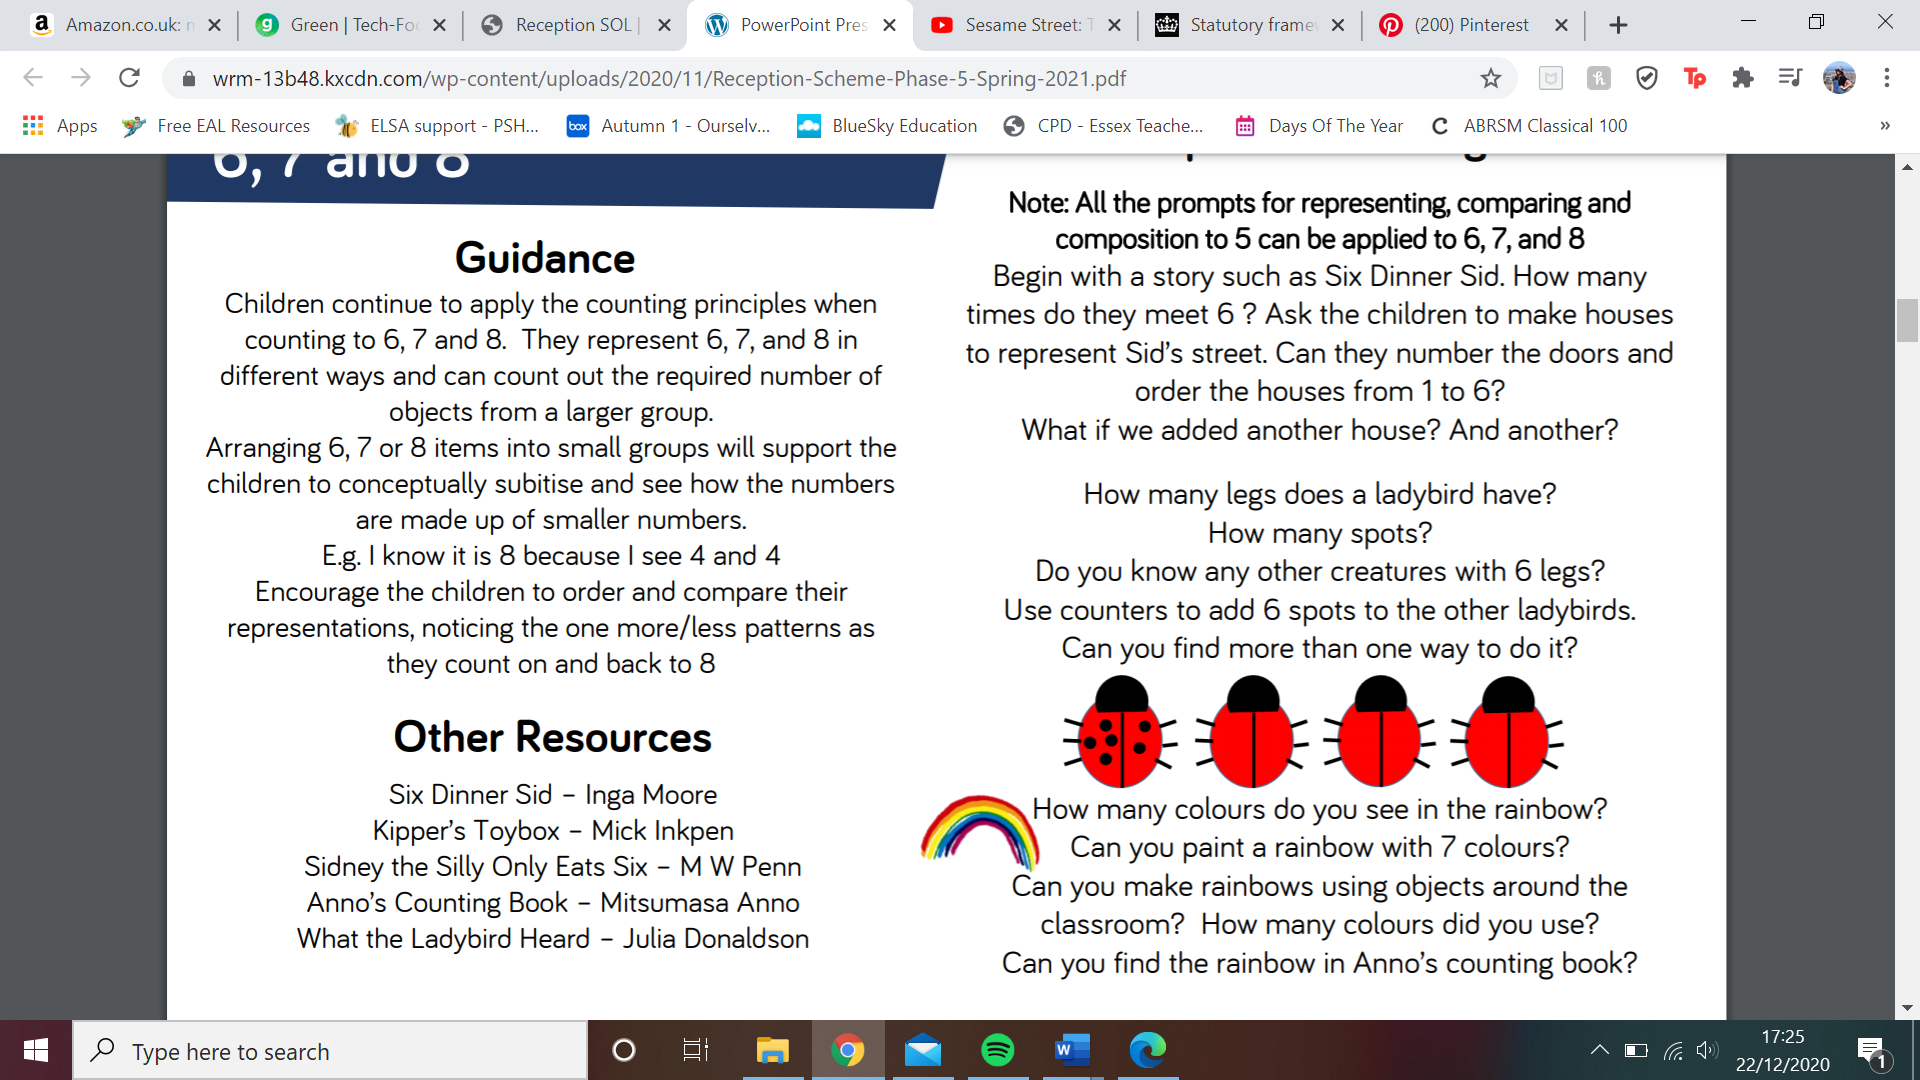 Amazon.co.uk: n
Green | Tech-Foc
Reception SOL |
PowerPoint Pres
Sesame Street: T
Statutory framew
(200) Pinterest
wrm-13b48.kxcdn.com/wp-content/uploads/2020/11/Reception-Scheme-Phase-5-Spring-2021.pdf
Apps
Free EAL Resources
ELSA support - PSH...
box
Autumn 1 - Ourselv...
BlueSky Education
CPD - Essex Teache...
Days Of The Year
ABRSM Classical 100
6, 7 and 8
Guidance
Children continue to apply the counting principles when
counting to 6, 7 and 8. They represent 6, 7, and 8 in
different ways and can count out the required number of
objects from a larger group.
Arranging 6, 7 or 8 items into small groups will support the
children to conceptually subitise and see how the numbers
are made up of smaller numbers.
E.g. I know it is 8 because I see 4 and 4
Encourage the children to order and compare their
representations, noticing the one more/less patterns as
they count on and back to 8
Other Resources
Six Dinner Sid – Inga Moore
Kipper's Toybox – Mick Inkpen
Sidney the Silly Only Eats Six – M W Penn
Anno's Counting Book – Mitsumasa Anno
What the Ladybird Heard – Julia Donaldson
Note: All the prompts for representing, comparing and
composition to 5 can be applied to 6, 7, and 8
Begin with a story such as Six Dinner Sid. How many
times do they meet 6 ? Ask the children to make houses
to represent Sid's street. Can they number the doors and
order the houses from 1 to 6?
What if we added another house? And another?
How many legs does a ladybird have?
How many spots?
Do you know any other creatures with 6 legs?
Use counters to add 6 spots to the other ladybirds.
Can you find more than one way to do it?
How many colours do you see in the rainbow?
Can you paint a rainbow with 7 colours?
Can you make rainbows using objects around the
classroom? How many colours did you use?
Can you find the rainbow in Anno's counting book?
Type here to search
17:25
22/12/2020
1